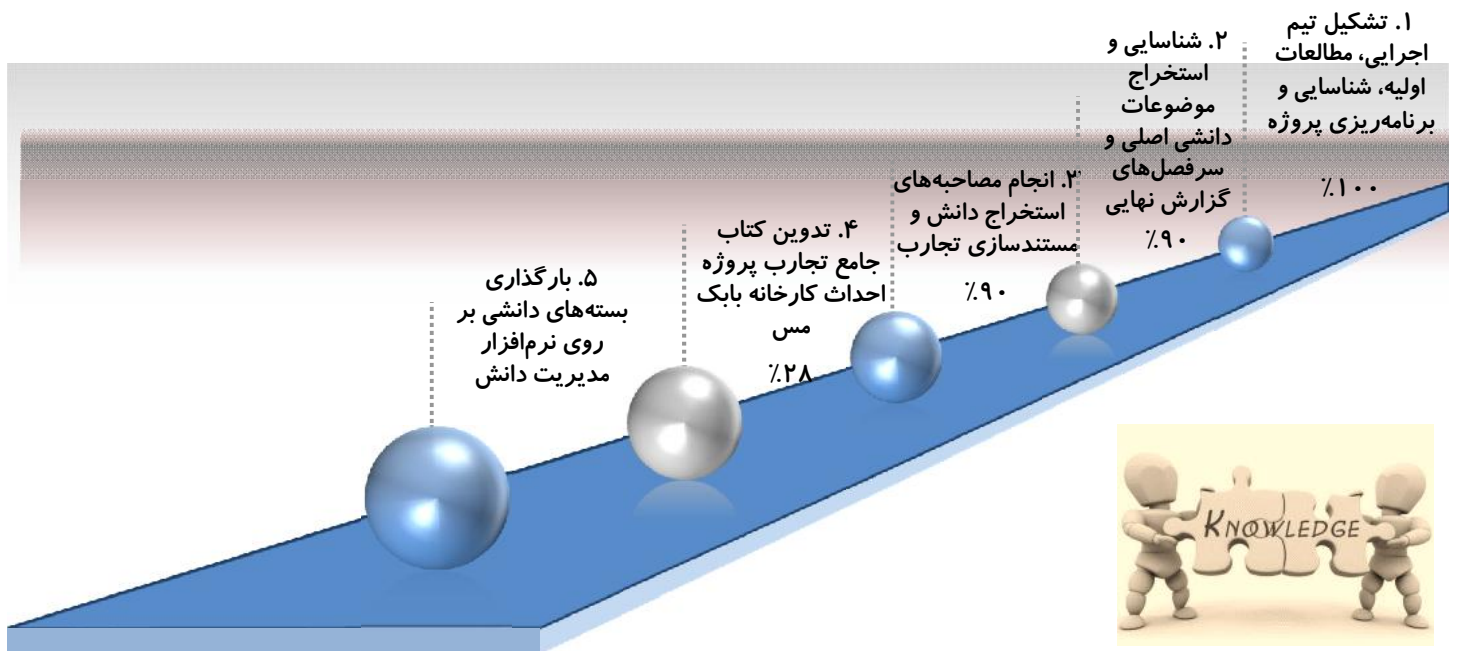 ۱. تشکیل تیم
اجرایی، مطالعات
اولیه، شناسایی و
برنامه‌ریزی پروژه
٪۱۰۰
۲. شناسایی و
استخراج
موضوعات
دانشی اصلی و
سرفصل‌های
گزارش نهایی
٪۹۰
۳. انجام مصاحبه‌های
استخراج دانش و
مستندسازی تجارب
٪۹۰
۴. تدوین کتاب
جامع تجارب پروژه
احداث کارخانه بابک
مس
٪۲۸
۵. بارگذاری
بسته‌های دانشی بر
روی نرم‌افزار
مدیریت دانش
KNOWLEDGE